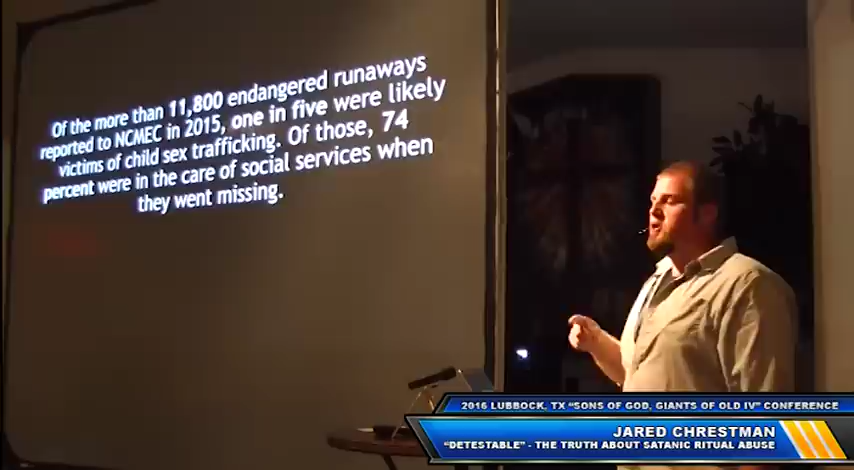 Of the more than 11,800 endangered runaways
reported to NCMEC in 2015, one in five were likely
victims of child sex trafficking. Of those, 74
percent were in the care of social services when
they went missing.
2016 LUBBOCK, TX "SONS OF GOD, GIANTS OF OLD IV" CONFERENCE
JARED CHRESTMAN
"DETESTABLE" - THE TRUTH ABOUT SATANIC RITUAL ABUSE